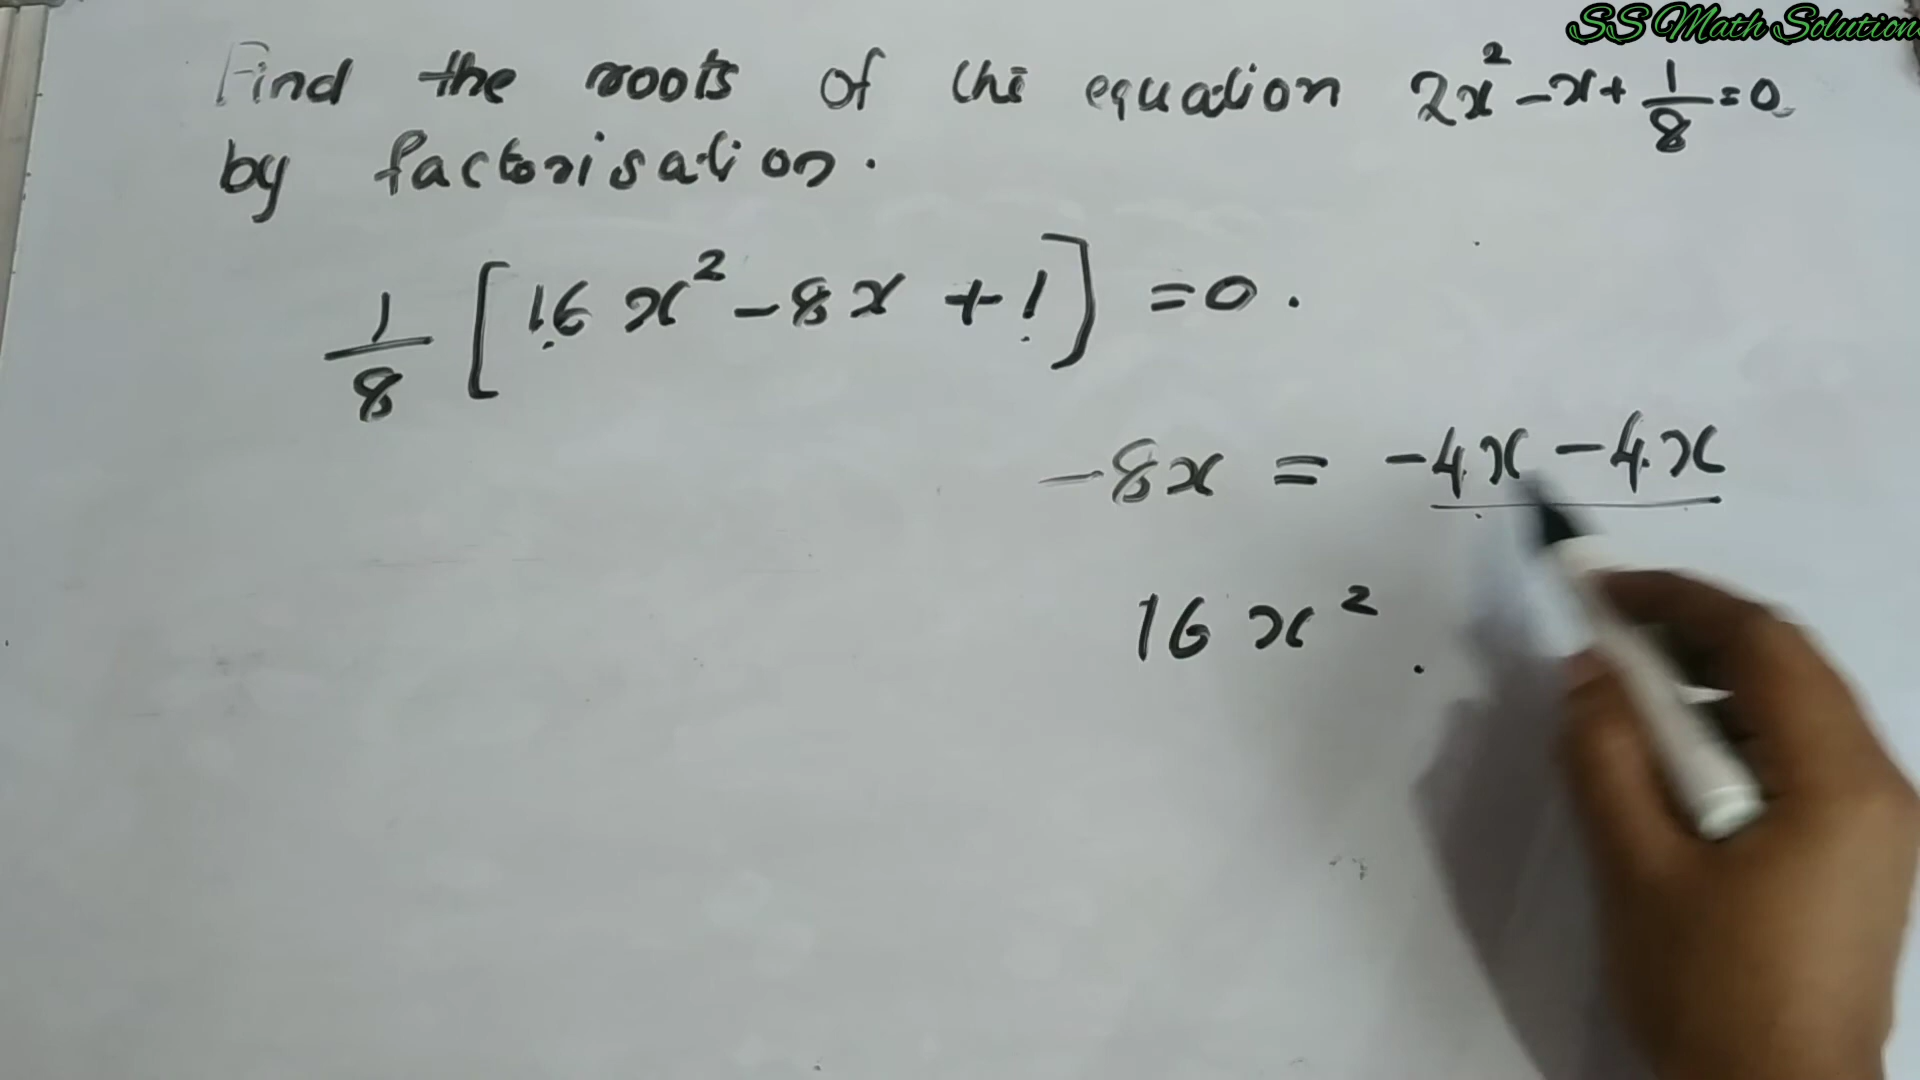 SS Math Solution
Find the roots of the equation 2x² - x + 1/8 = 0
by factorisation.
1/8 [16x² - 8x + 1] = 0.
-8x = -4x - 4x
16x²